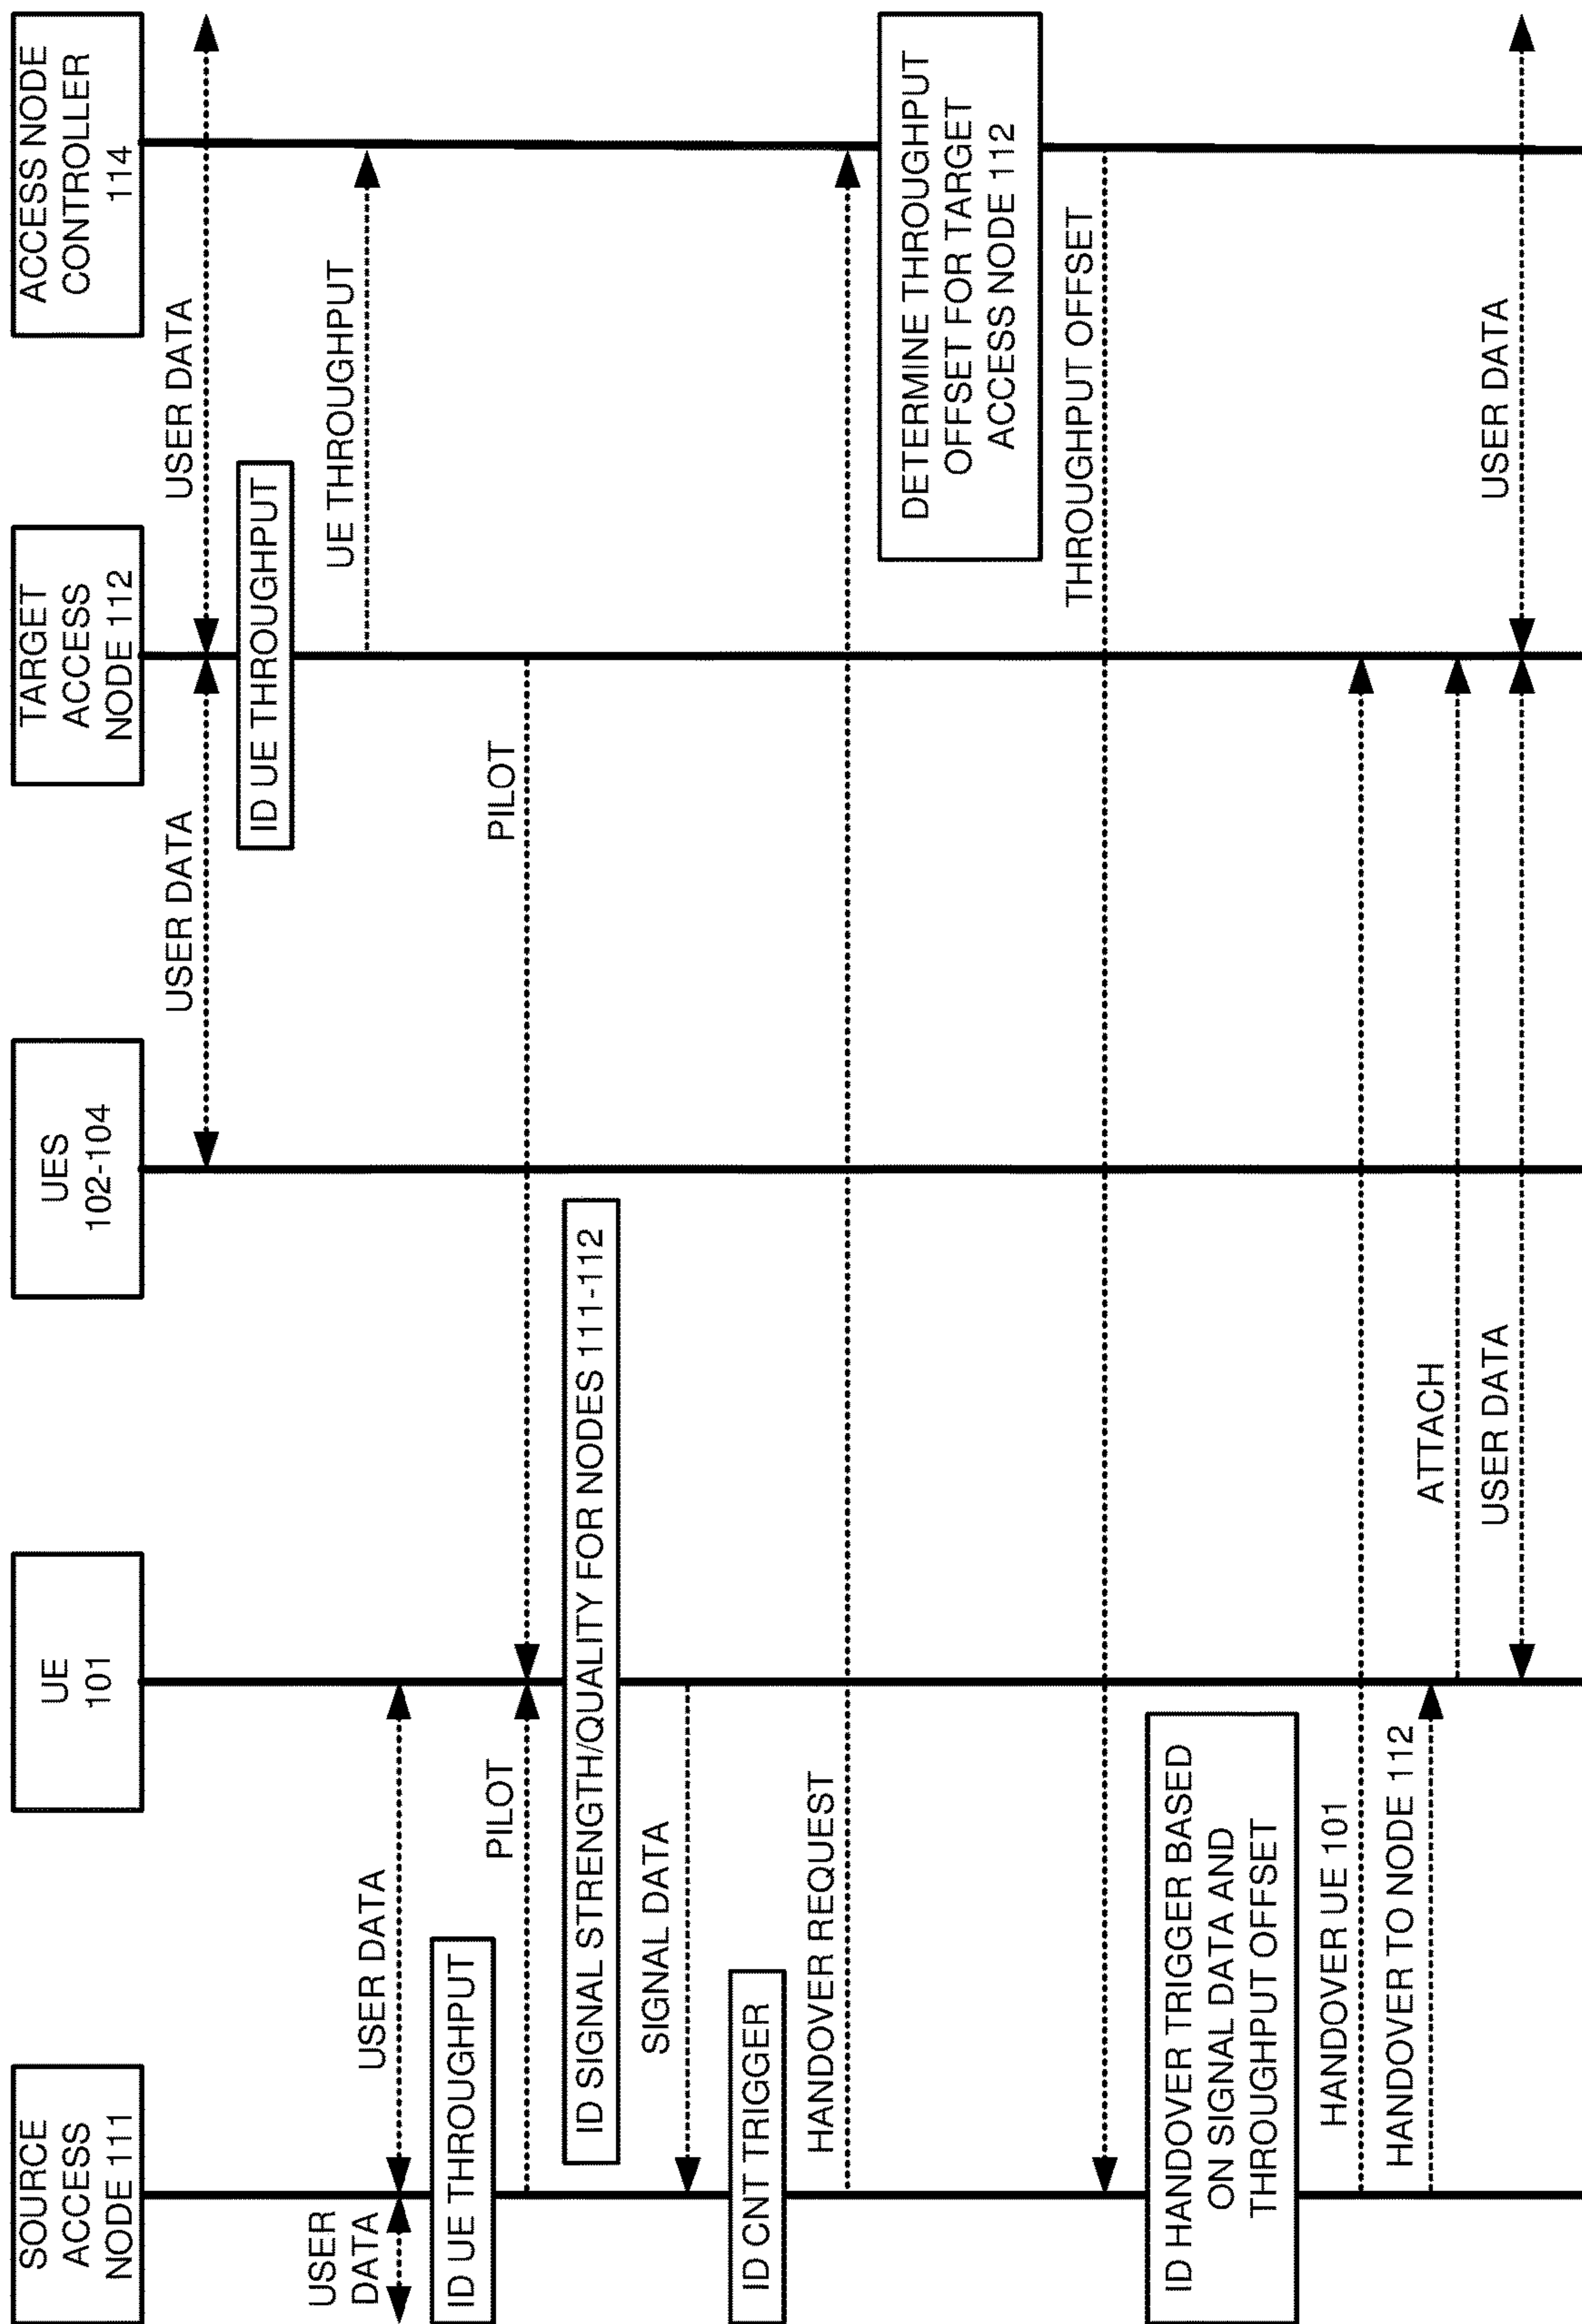 SOURCE
ACCESS
NODE 111
UE
101
UES
102-104
TARGET
ACCESS
NODE 112
ACCESS NODE
CONTROLLER
114
USER DATA
USER DATA
ID UE THROUGHPUT
USER
DATA
USER DATA
UE THROUGHPUT
ID UE THROUGHPUT
PILOT
PILOT
ID SIGNAL STRENGTH/QUALITY FOR NODES 111-112
SIGNAL DATA
ID CNT TRIGGER
HANDOVER REQUEST
DETERMINE THROUGHPUT
OFFSET FOR TARGET
ACCESS NODE 112
THROUGHPUT OFFSET
ID HANDOVER TRIGGER BASED
ON SIGNAL DATA AND
THROUGHPUT OFFSET
HANDOVER UE 101
HANDOVER TO NODE 112
ATTACH
USER DATA
USER DATA